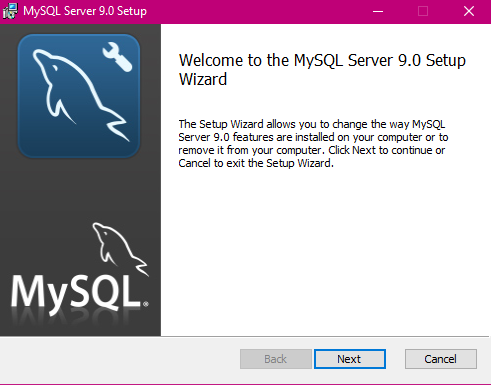 MySQL Server 9.0 Setup
Welcome to the MySQL Server 9.0 Setup
Wizard
The Setup Wizard allows you to change the way MySQL
Server 9.0 features are installed on your computer or to
remove it from your computer. Click Next to continue or
Cancel to exit the Setup Wizard.
MySQL®
Back Next Cancel